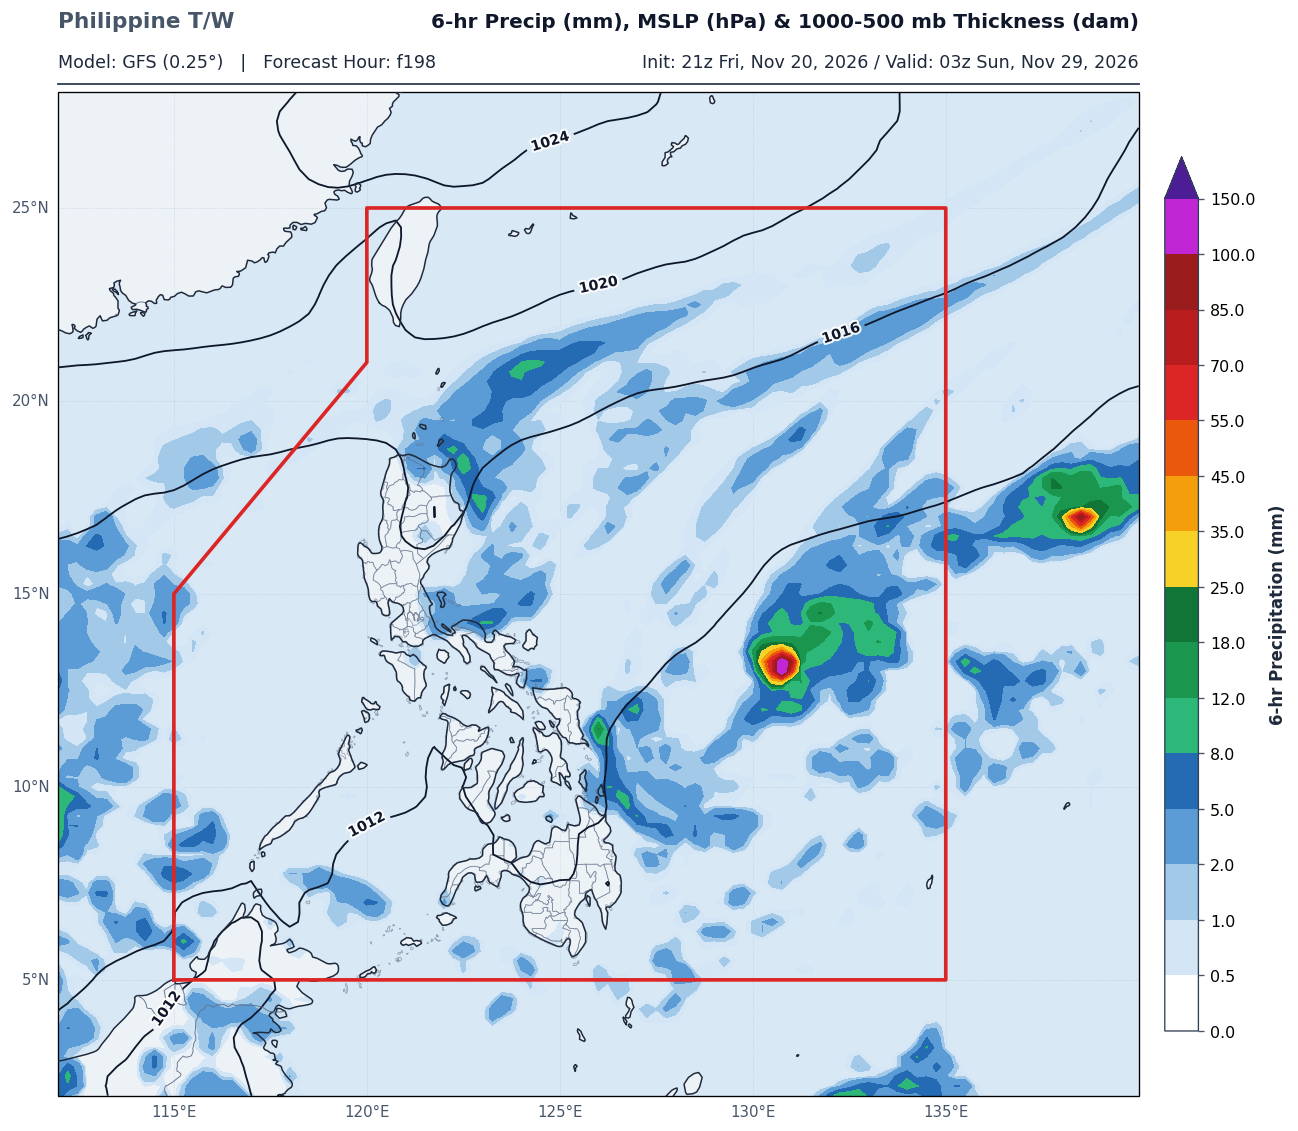 Philippine T/W
6-hr Precip (mm), MSLP (hPa) & 1000-500 mb Thickness (dam)
Model: GFS (0.25°) | Forecast Hour: f198
Init: 21z Fri, Nov 20, 2026 / Valid: 03z Sun, Nov 29, 2026
1024
1020
1016
1012
1012
25°N
20°N
15°N
10°N
5°N
115°E
120°E
125°E
130°E
135°E
150.0
100.0
85.0
70.0
55.0
45.0
35.0
25.0
18.0
12.0
8.0
5.0
2.0
1.0
0.5
0.0
6-hr Precipitation (mm)